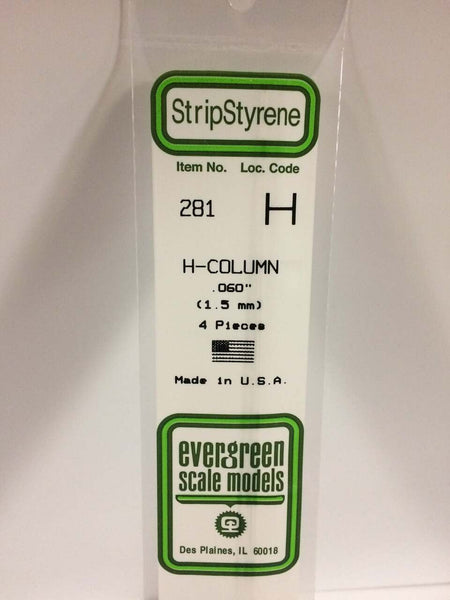 StripStyrene
Item No. Loc. Code
281 H
H-COLUMN
.060"
(1.5 mm)
4 Pieces
Made in U.S.A.
evergreen
scale models
Des Plaines, IL 60018